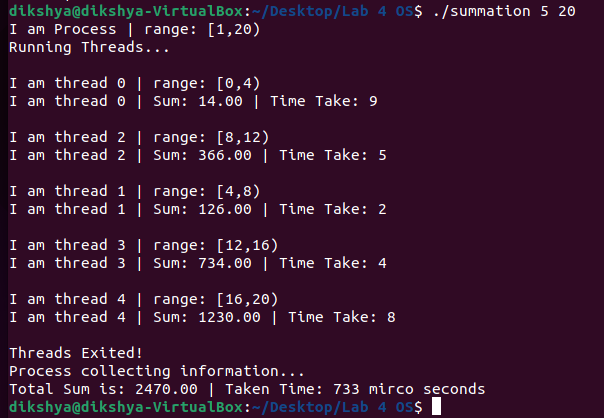 dikshya@dikshya-VirtualBox:~/Desktop/Lab 4 OS$ ./summation 5 20
I am Process | range: [1,20)
Running Threads...
I am thread 0 | range: [0,4)
I am thread 0 | Sum: 14.00 | Time Take: 9
I am thread 2 | range: [8,12)
I am thread 2 | Sum: 366.00 | Time Take: 5
I am thread 1 | range: [4,8)
I am thread 1 | Sum: 126.00 | Time Take: 2
I am thread 3 | range: [12,16)
I am thread 3 | Sum: 734.00 | Time Take: 4
I am thread 4 | range: [16,20)
I am thread 4 | Sum: 1230.00 | Time Take: 8
Threads Exited!
Process collecting information...
Total Sum is: 2470.00 | Taken Time: 733 mirco seconds
dikshya@dikshya-VirtualBox:~/Desktop/Lab 4 OS$